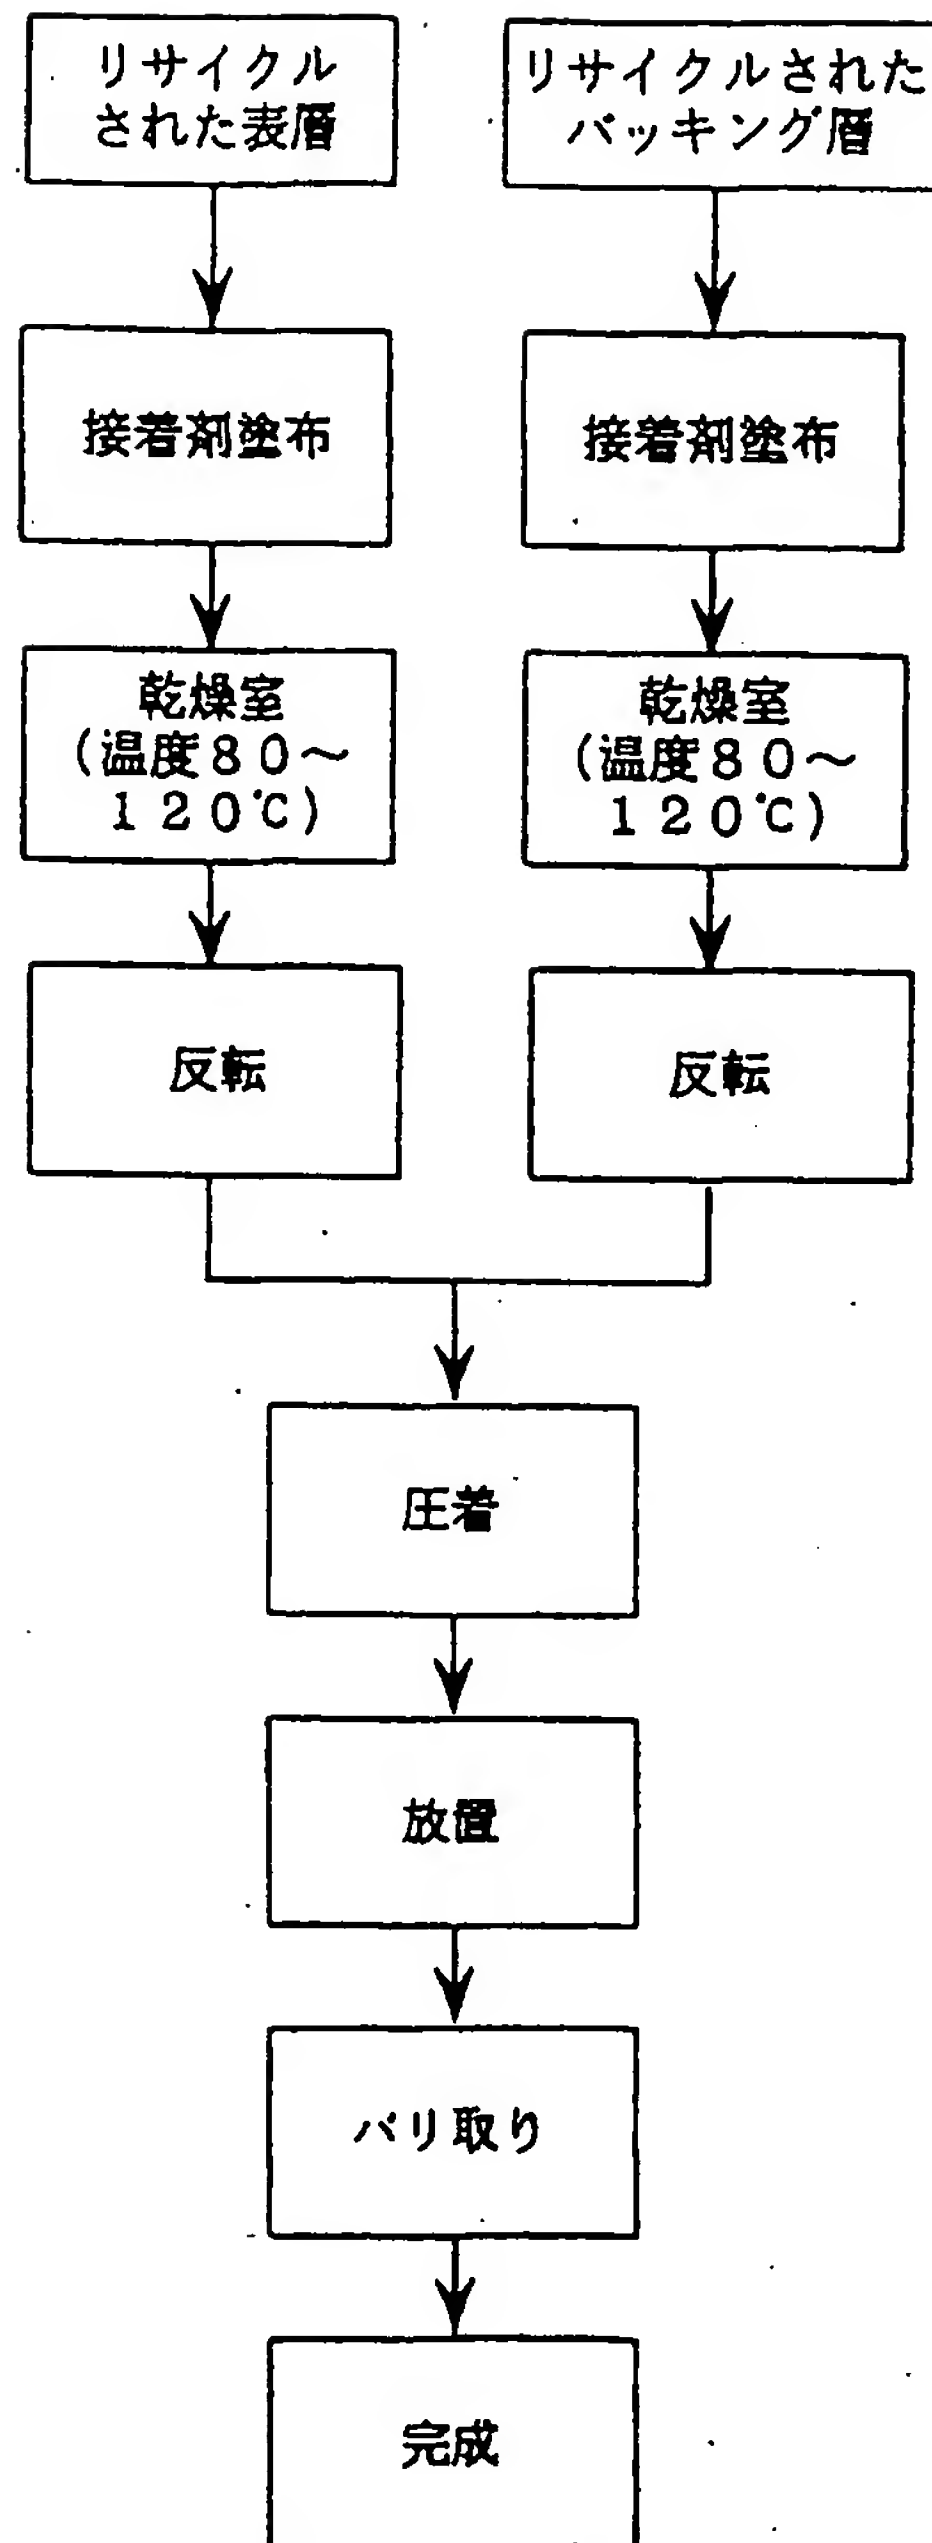 リサイクル
された表層
リサイクルされた
バッキング層
接着剤塗布
接着剤塗布
乾燥室
(温度80～
120℃)
乾燥室
(温度80～
120℃)
反転
反転
圧着
放置
バリ取り
完成